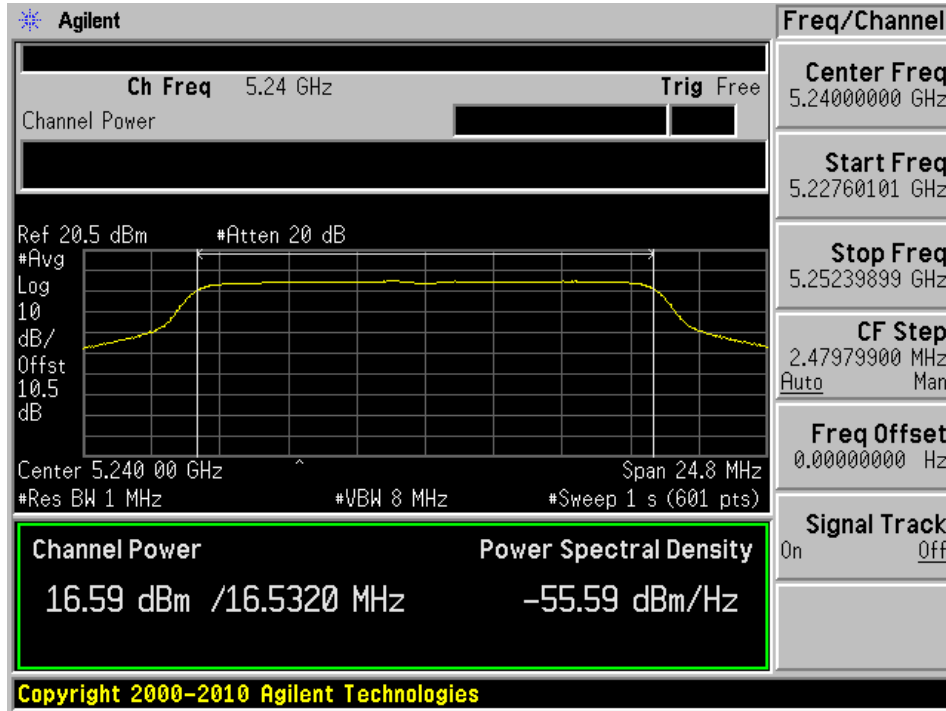 Agilent
Freq/Channel
Ch Freq 5.24 GHz Trig Free
Channel Power
Center Freq
5.24000000 GHz
Start Freq
5.22760101 GHz
Stop Freq
5.25239899 GHz
CF Step
2.47979900 MHz
Auto Man
Freq Offset
0.00000000 Hz
Signal Track
On Off
Ref 20.5 dBm #Atten 20 dB
#Avg
Log
10
dB/
Offst
10.5
dB
Center 5.240 00 GHz Span 24.8 MHz
#Res BW 1 MHz #VBW 8 MHz #Sweep 1 s (601 pts)
Channel Power Power Spectral Density
16.59 dBm /16.5320 MHz -55.59 dBm/Hz
Copyright 2000-2010 Agilent Technologies